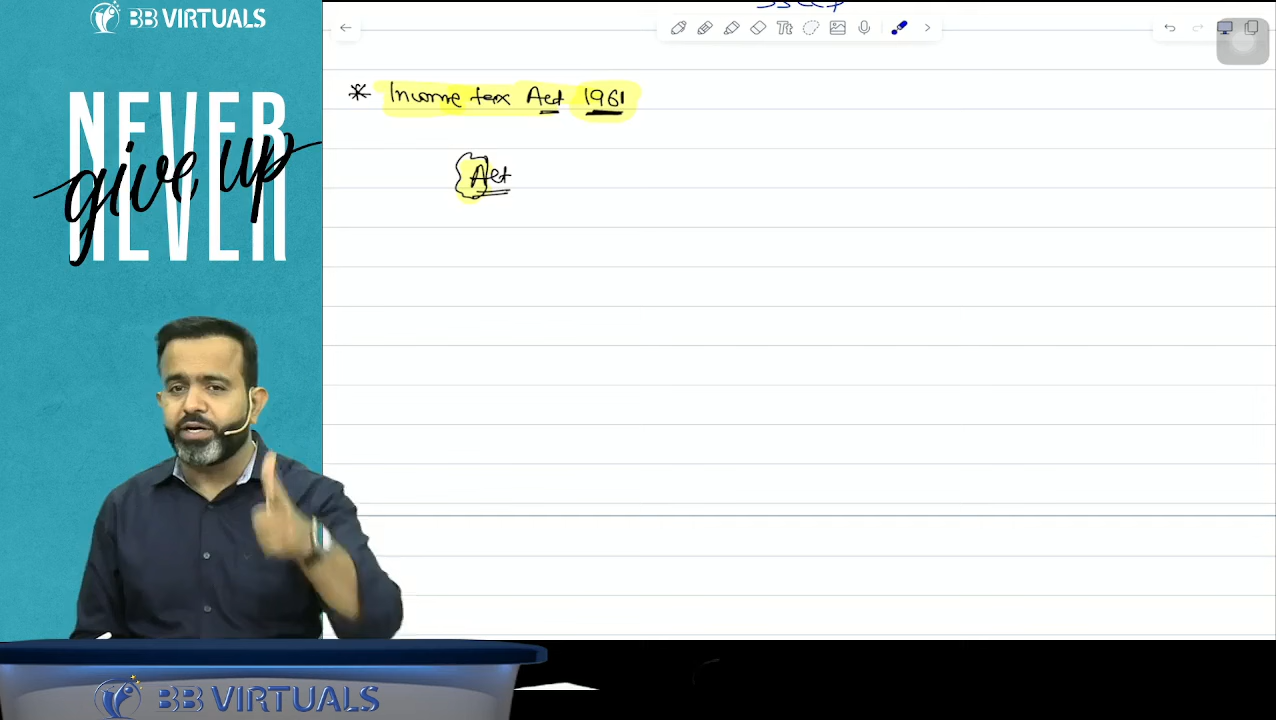 BB VIRTUALS
NEVER
give up
NEVER
* Income tax Act 1961
Act
BB VIRTUALS